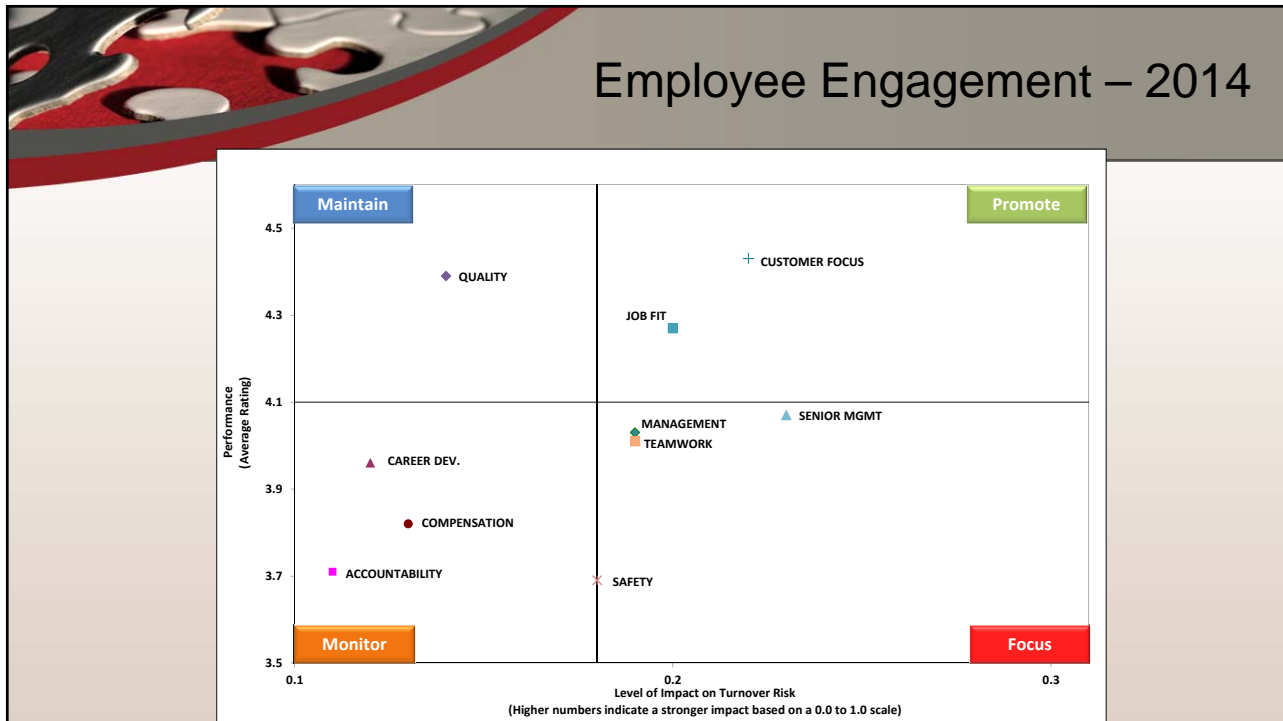 Employee Engagement – 2014
Maintain
Promote
4.5
CUSTOMER FOCUS
QUALITY
4.3
JOB FIT
4.1
SENIOR MGMT
MANAGEMENT
TEAMWORK
Performance
(Average Rating)
CAREER DEV.
3.9
COMPENSATION
3.7
ACCOUNTABILITY
SAFETY
Monitor
Focus
3.5
0.1
0.2
0.3
Level of Impact on Turnover Risk
(Higher numbers indicate a stronger impact based on a 0.0 to 1.0 scale)